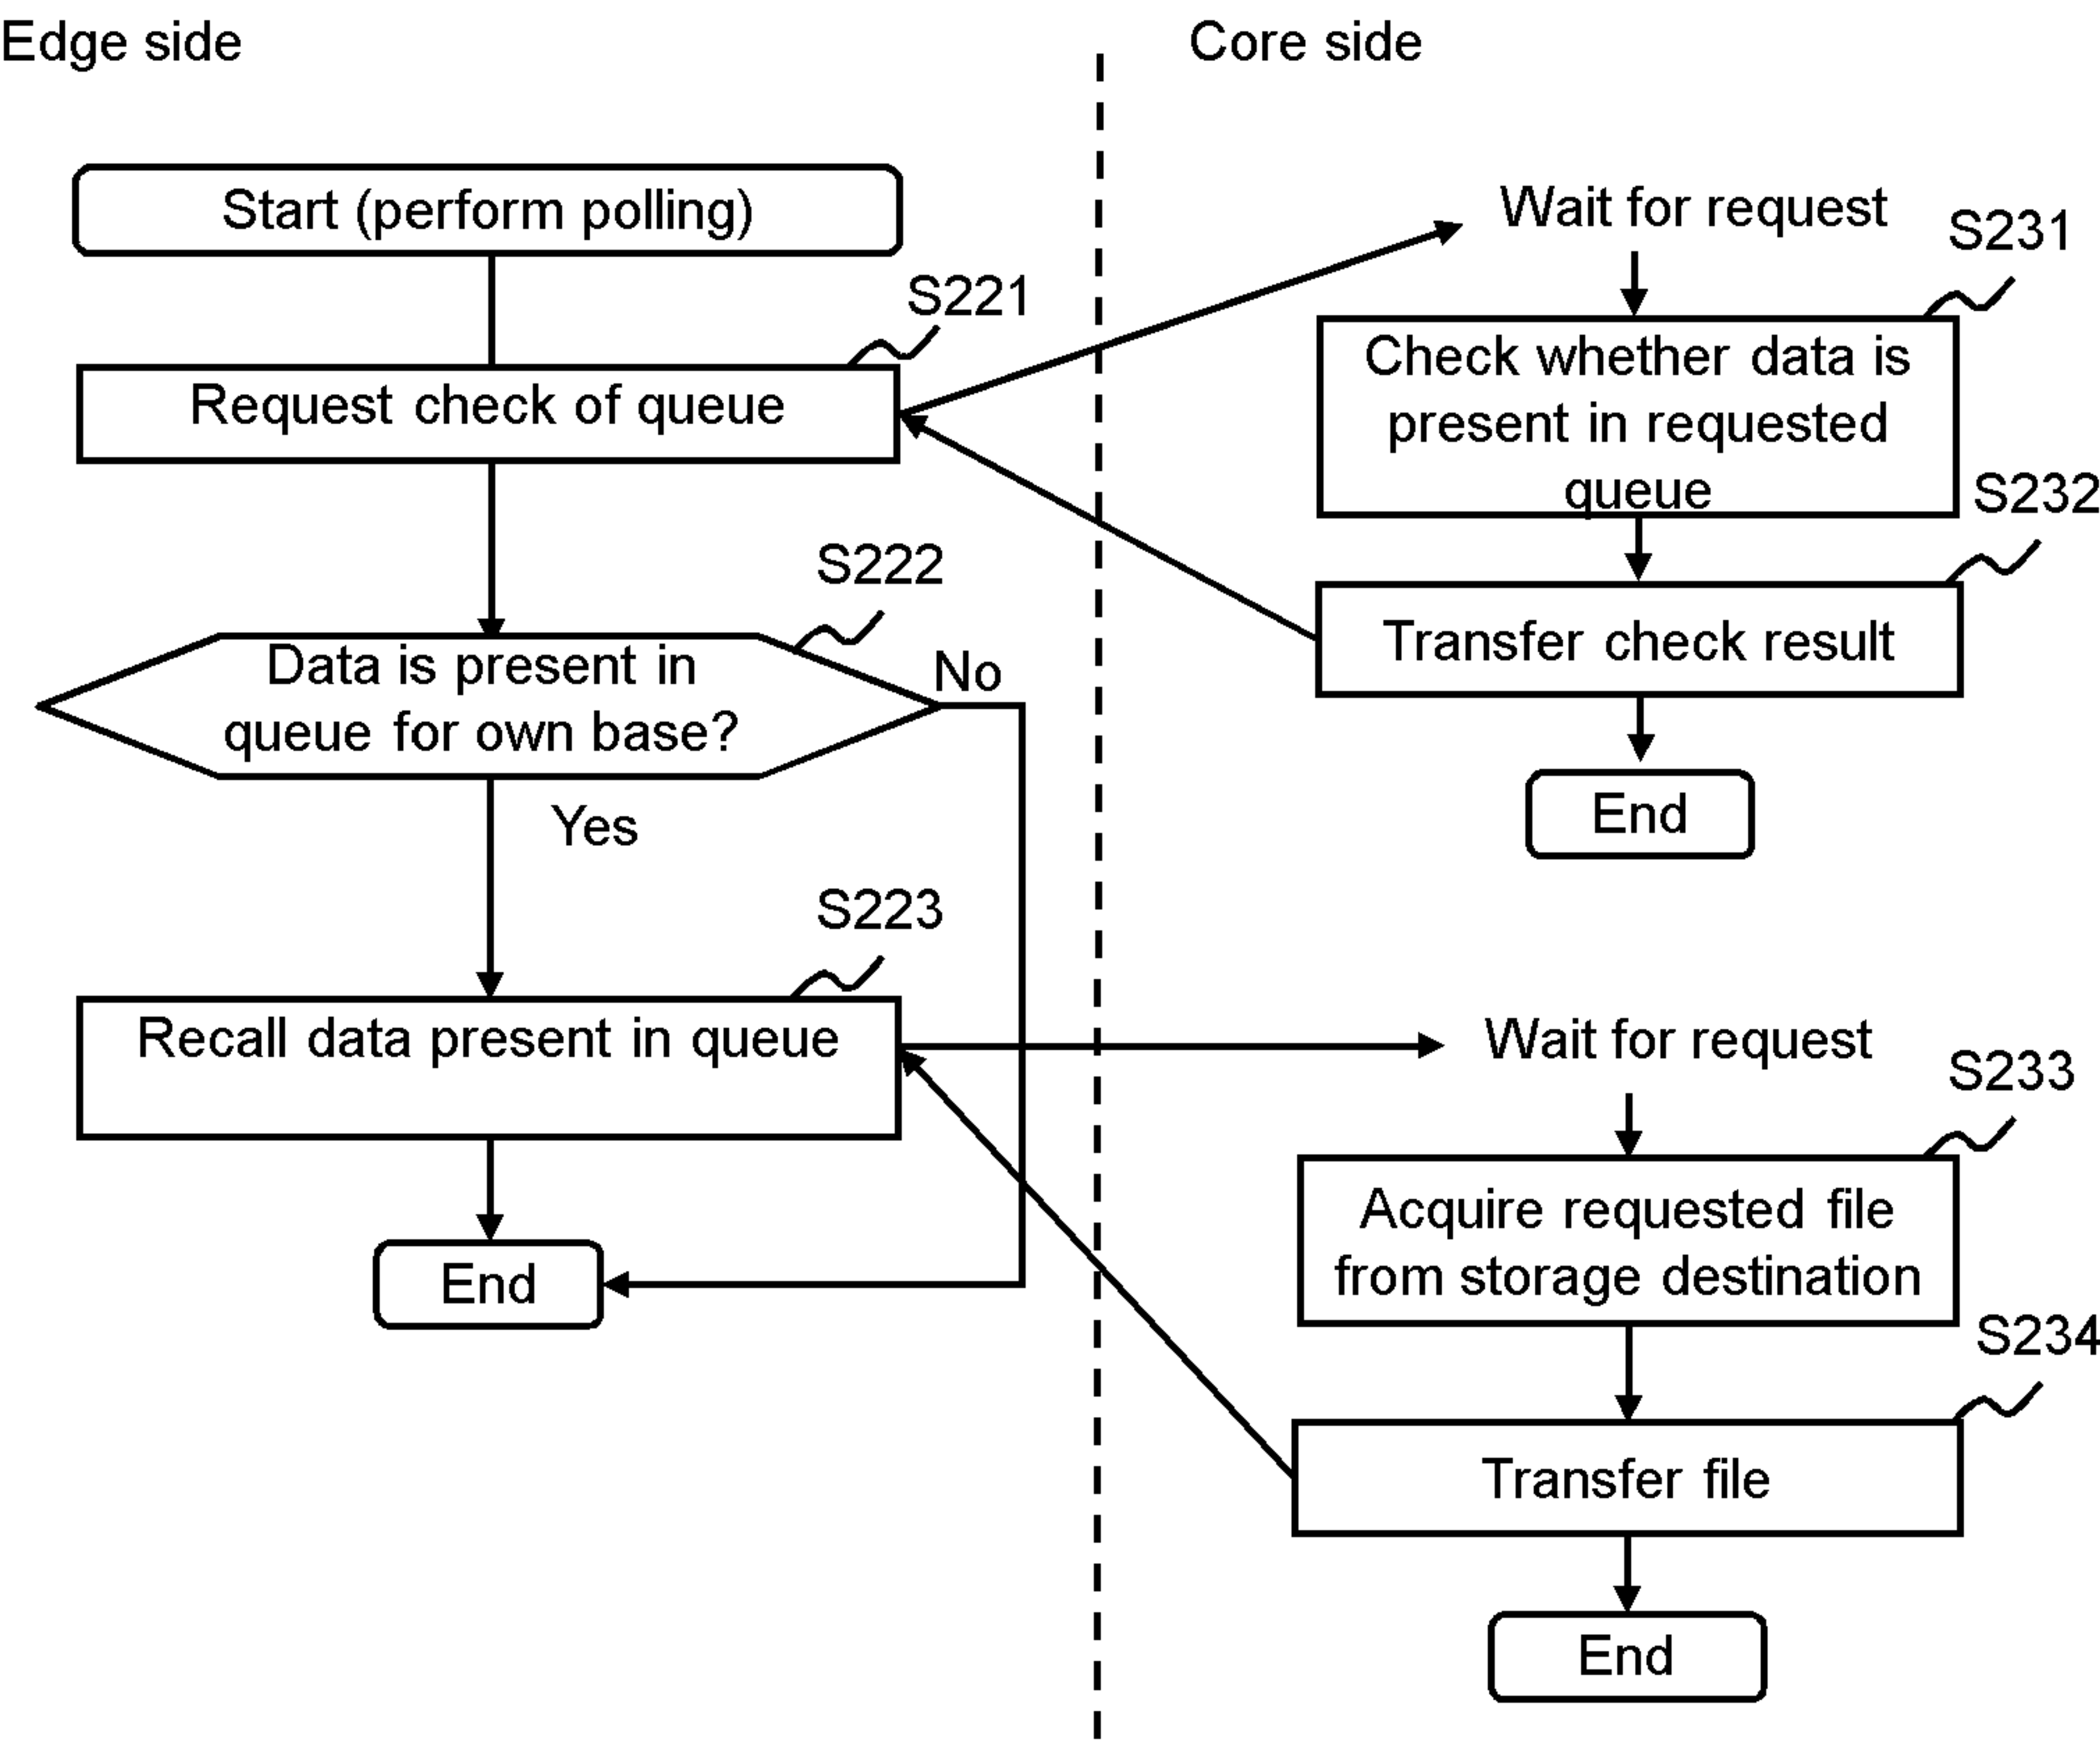 Edge side
Core side
Start (perform polling)
S221
Request check of queue
S222
Data is present in
queue for own base?
No
Yes
S223
Recall data present in queue
End
Wait for request
S231
Check whether data is
present in requested
queue
S232
Transfer check result
End
Wait for request
S233
Acquire requested file
from storage destination
S234
Transfer file
End